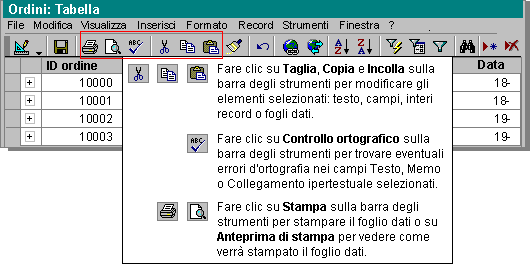 Ordini: Tabella
File Modifica Visualizza Inserisci Formato Record Strumenti Finestra ?
ABC
ID ordine Data
10000 18-
10001 18-
10002 19-
10003 19-
Fare clic su Taglia, Copia e Incolla sulla
barra degli strumenti per modificare gli
elementi selezionati: testo, campi, interi
record o fogli dati.
ABC
Fare clic su Controllo ortografico sulla
barra degli strumenti per trovare eventuali
errori d'ortografia nei campi Testo, Memo
o Collegamento ipertestuale selezionati.
Fare clic su Stampa sulla barra degli
strumenti per stampare il foglio dati o su
Anteprima di stampa per vedere come
verrà stampato il foglio dati.